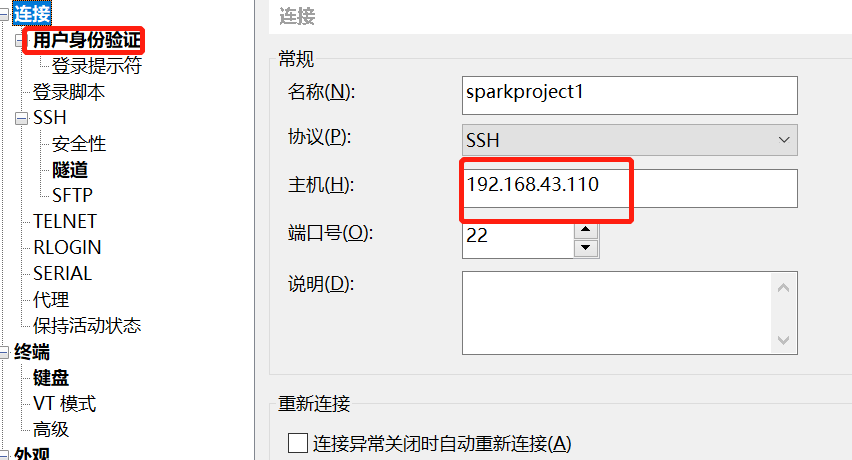 连接
用户身份验证
登录提示符
登录脚本
SSH
安全性
隧道
SFTP
TELNET
RLOGIN
SERIAL
代理
保持活动状态
终端
键盘
VT 模式
高级
外观
连接
常规
名称(N): sparkproject1
协议(P): SSH
主机(H): 192.168.43.110
端口号(O): 22
说明(D):
重新连接
连接异常关闭时自动重新连接(A)